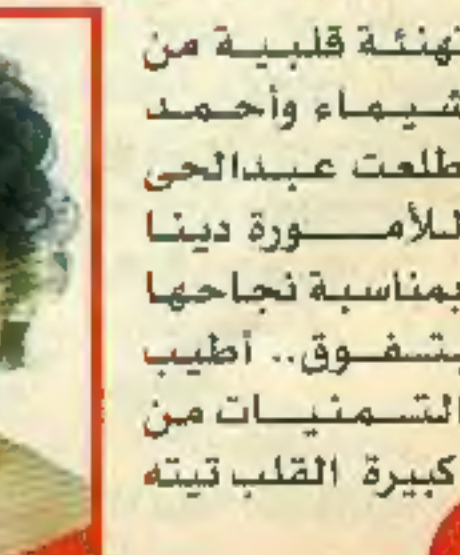 تهنئة قلبية من
شيماء وأحمد
طلعت عبدالحى
للأمورة دينا
بمناسبة نجاحها
بتفوق.. أطيب
التمنيات من
كبيرة القلب تيته